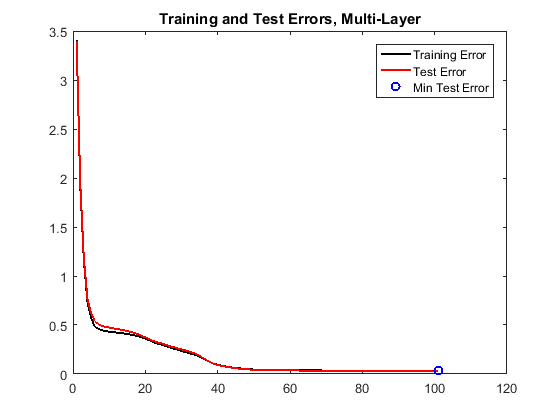 Training and Test Errors, Multi-Layer
3.5
3
2.5
2
1.5
1
0.5
0
Training Error
Test Error
Min Test Error
0 20 40 60 80 100 120